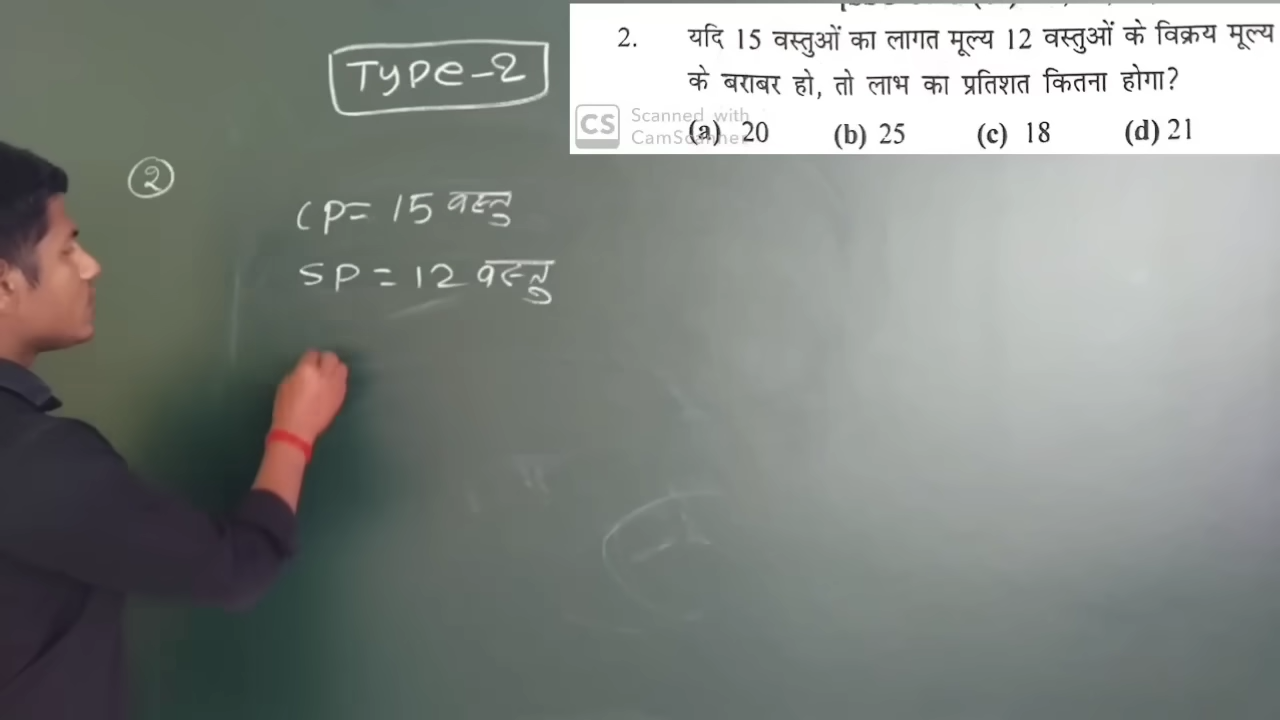 TYPE-2
2. यदि 15 वस्तुओं का लागत मूल्य 12 वस्तुओं के विक्रय मूल्य
के बराबर हो, तो लाभ का प्रतिशत कितना होगा?
CS Scanned with
CamScanner
(a) 20 (b) 25 (c) 18 (d) 21
2
CP= 15 वस्तु
SP = 12 वस्तु